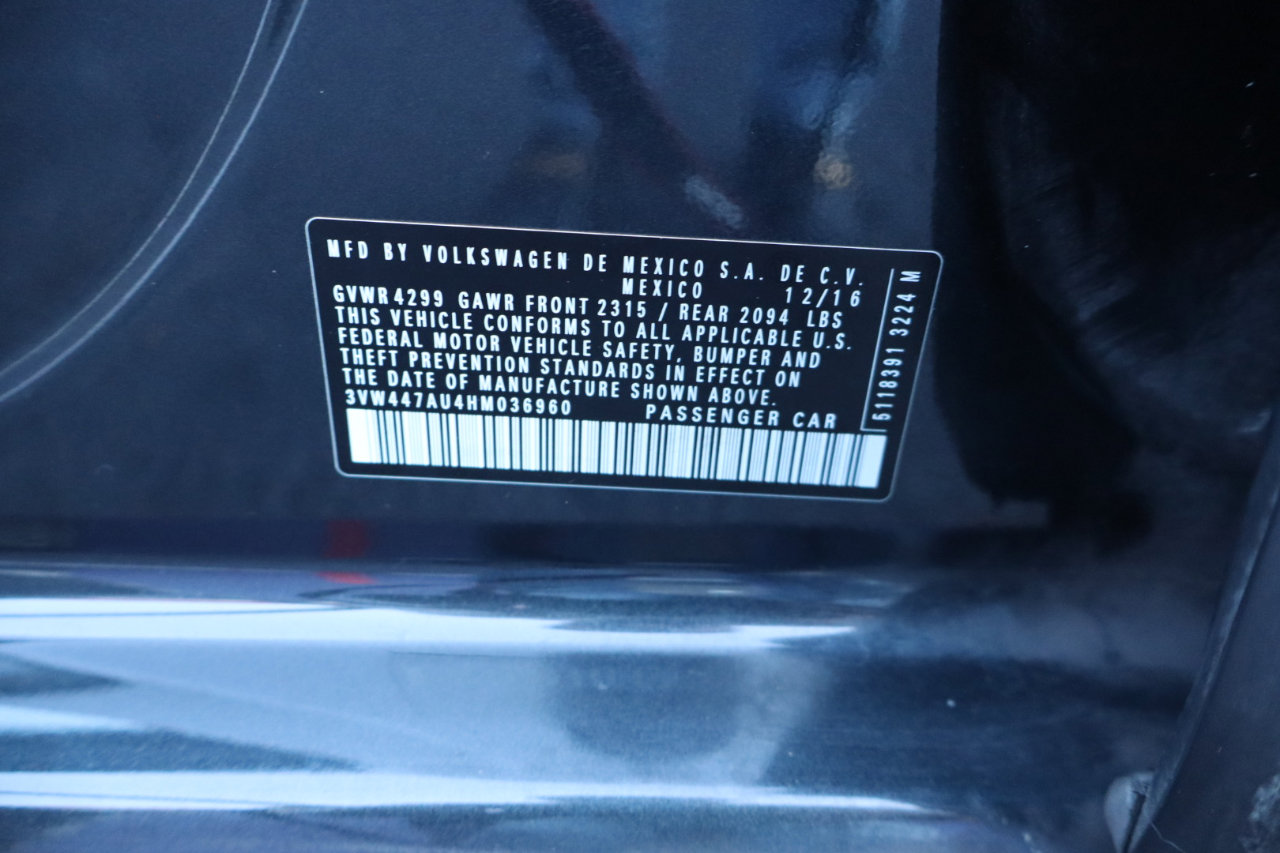 MFD BY VOLKSWAGEN DE MEXICO S.A. DE C.V.
MEXICO 12/16
GVWR 4299 GAWR FRONT 2315 / REAR 2094 LBS
THIS VEHICLE CONFORMS TO ALL APPLICABLE U.S.
FEDERAL MOTOR VEHICLE SAFETY, BUMPER AND
THEFT PREVENTION STANDARDS IN EFFECT ON
THE DATE OF MANUFACTURE SHOWN ABOVE.
3VW447AU4HM036960 PASSENGER CAR
5118391 3224 M